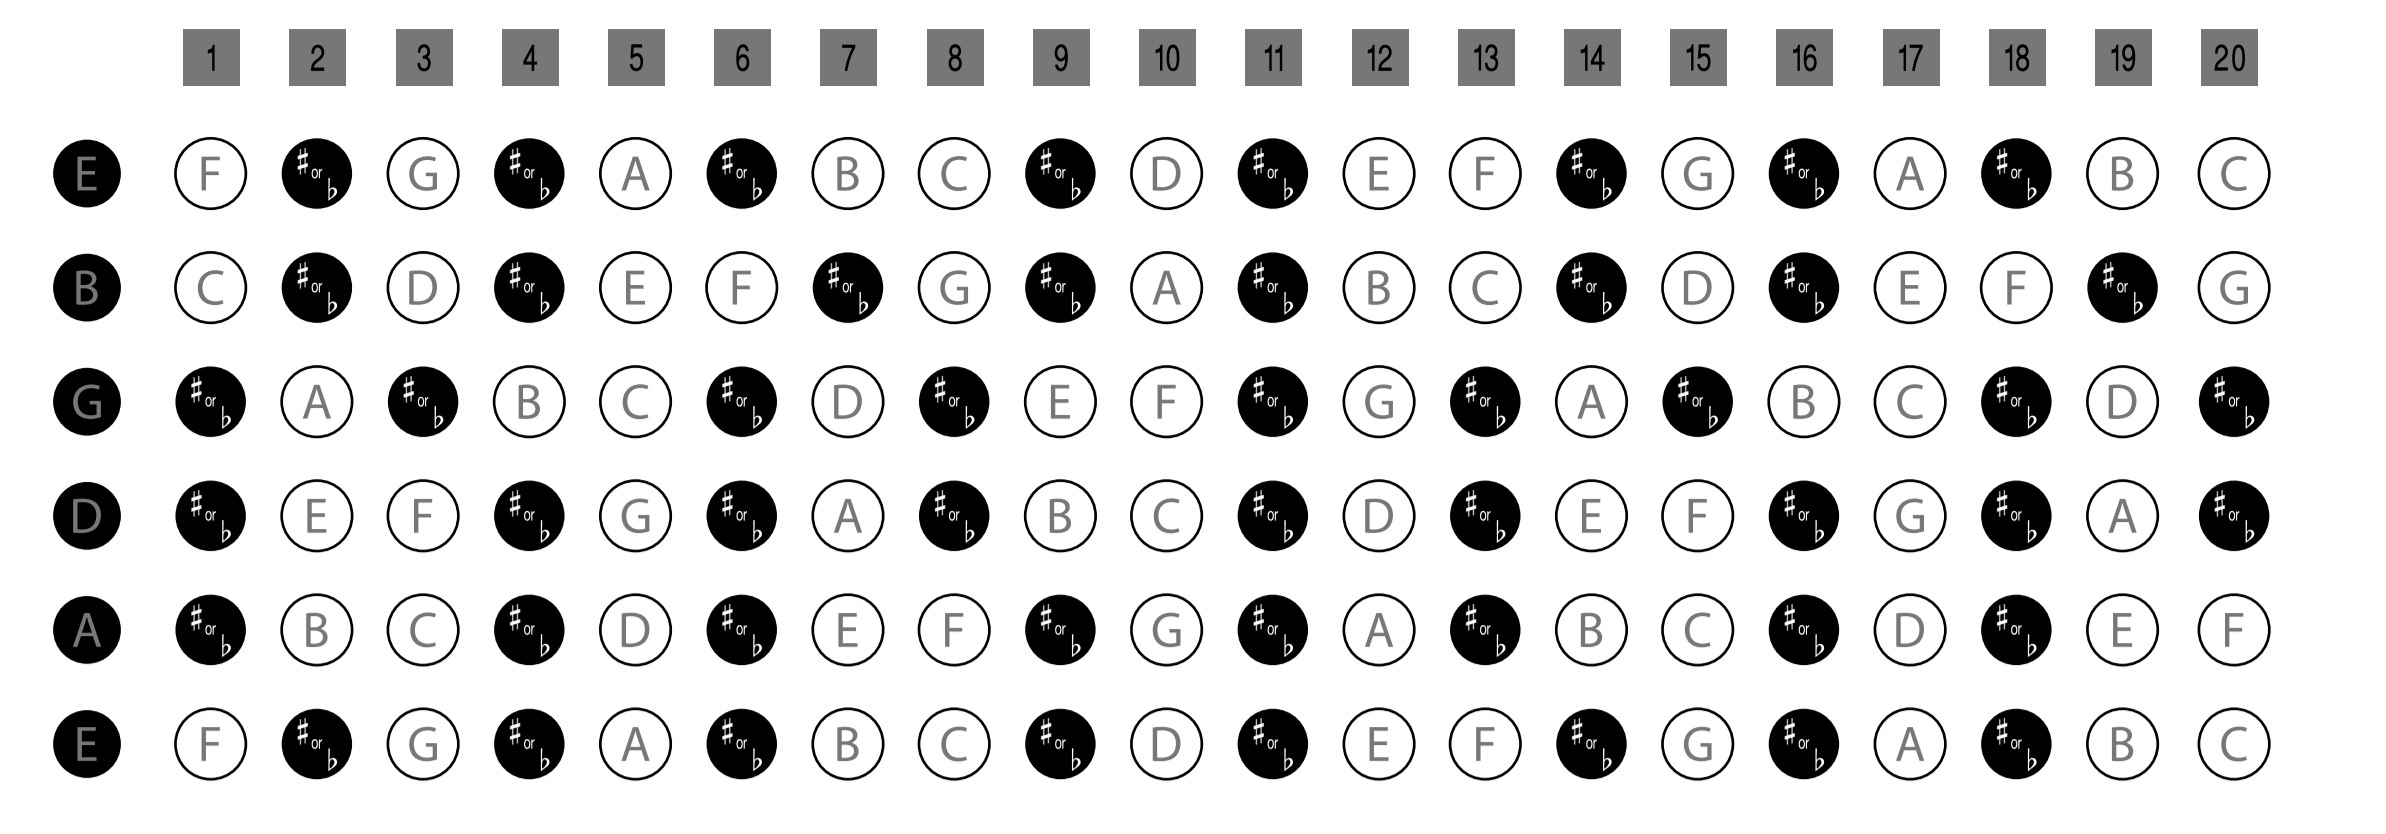 1 2 3 4 5 6 7 8 9 10 11 12 13 14 15 16 17 18 19 20
E F ♯ or ♭ G ♯ or ♭ A ♯ or ♭ B C ♯ or ♭ D ♯ or ♭ E F ♯ or ♭ G ♯ or ♭ A ♯ or ♭ B C
B C ♯ or ♭ D ♯ or ♭ E F ♯ or ♭ G ♯ or ♭ A ♯ or ♭ B C ♯ or ♭ D ♯ or ♭ E F ♯ or ♭ G
G ♯ or ♭ A ♯ or ♭ B C ♯ or ♭ D ♯ or ♭ E F ♯ or ♭ G ♯ or ♭ A ♯ or ♭ B C ♯ or ♭ D ♯ or ♭
D ♯ or ♭ E F ♯ or ♭ G ♯ or ♭ A ♯ or ♭ B C ♯ or ♭ D ♯ or ♭ E F ♯ or ♭ G ♯ or ♭ A ♯ or ♭
A ♯ or ♭ B C ♯ or ♭ D ♯ or ♭ E F ♯ or ♭ G ♯ or ♭ A ♯ or ♭ B C ♯ or ♭ D ♯ or ♭ E F
E F ♯ or ♭ G ♯ or ♭ A ♯ or ♭ B C ♯ or ♭ D ♯ or ♭ E F ♯ or ♭ G ♯ or ♭ A ♯ or ♭ B C